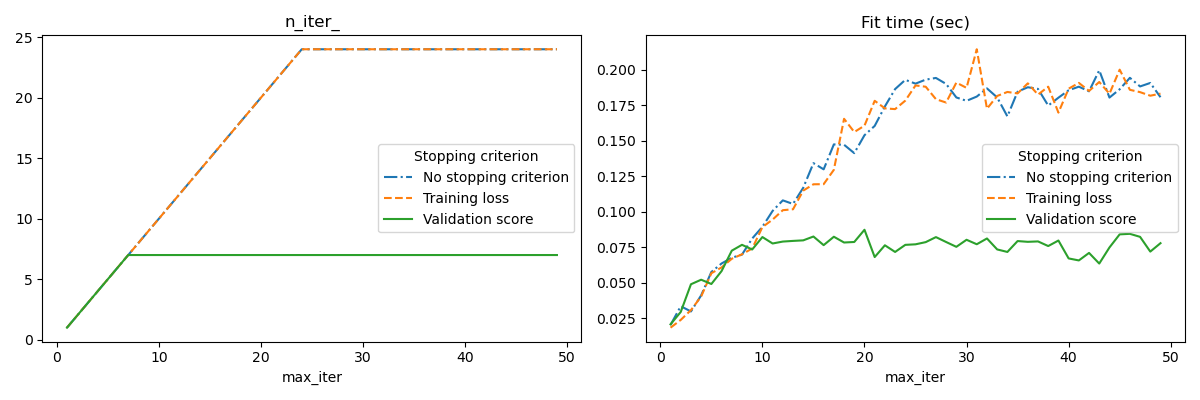 n_iter_
25
20
15
10
5
0
0 10 20 30 40 50
max_iter
Stopping criterion
No stopping criterion
Training loss
Validation score
Fit time (sec)
0.200
0.175
0.150
0.125
0.100
0.075
0.050
0.025
0 10 20 30 40 50
max_iter
Stopping criterion
No stopping criterion
Training loss
Validation score